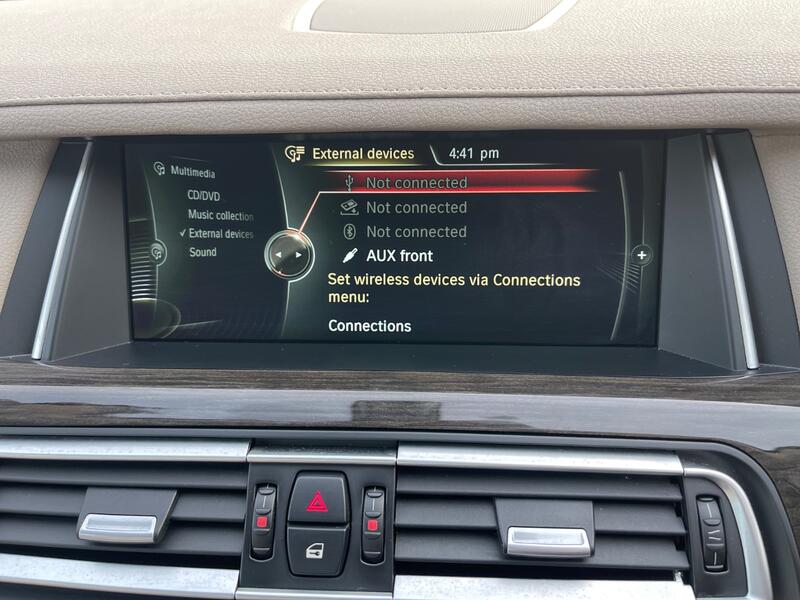 External devices 4:41 pm
Multimedia
CD/DVD
Music collection
External devices
Sound
Not connected
Not connected
Not connected
AUX front
Set wireless devices via Connections
menu:
Connections